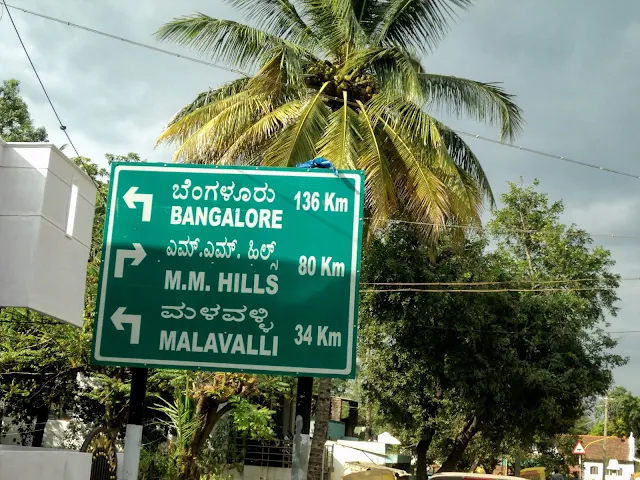 ಬೆಂಗಳೂರು 136 Km
BANGALORE
ಎಮ್.ಎಮ್. ಹಿಲ್ಸ್ 80 Km
M.M. HILLS
ಮಳವಳ್ಳಿ 34 Km
MALAVALLI